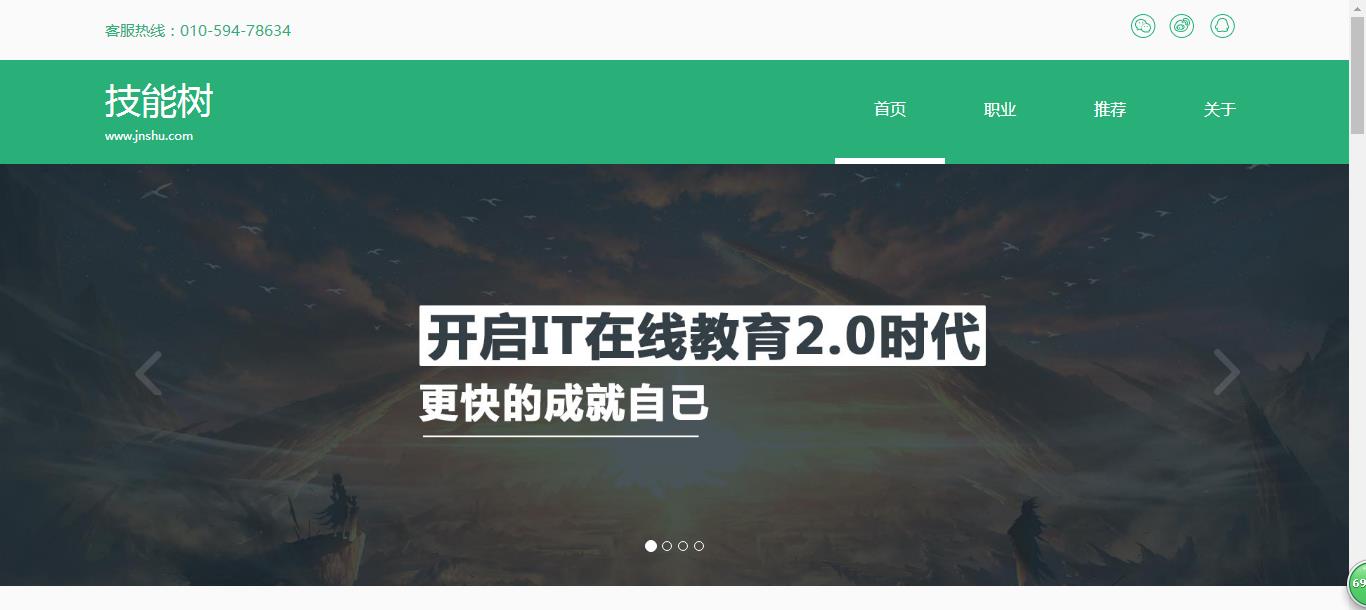 客服热线：010-594-78634
技能树
www.jnshu.com
首页 职业 推荐 关于
开启IT在线教育2.0时代
更快的成就自已
69